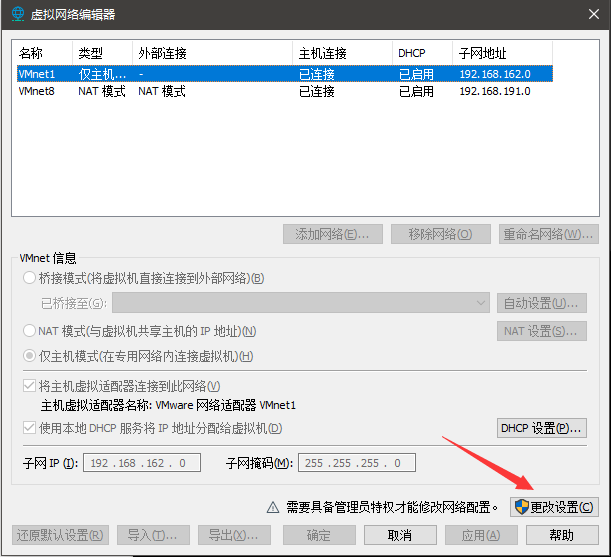 虚拟网络编辑器
名称 类型 外部连接 主机连接 DHCP 子网地址
VMnet1 仅主机... - 已连接 已启用 192.168.162.0
VMnet8 NAT 模式 NAT 模式 已连接 已启用 192.168.191.0
添加网络(E)... 移除网络(O) 重命名网络(W)...
VMnet 信息
桥接模式(将虚拟机直接连接到外部网络)(B)
已桥接至(G): 自动设置(U)...
NAT 模式(与虚拟机共享主机的 IP 地址)(N) NAT 设置(S)...
仅主机模式(在专用网络内连接虚拟机)(H)
将主机虚拟适配器连接到此网络(V)
主机虚拟适配器名称: VMware 网络适配器 VMnet1
使用本地 DHCP 服务将 IP 地址分配给虚拟机(D) DHCP 设置(P)...
子网 IP (I): 192 . 168 . 162 . 0 子网掩码(M): 255 . 255 . 255 . 0
需要具备管理员特权才能修改网络配置。 更改设置(C)
还原默认设置(R) 导入(T)... 导出(X)... 确定 取消 应用(A) 帮助